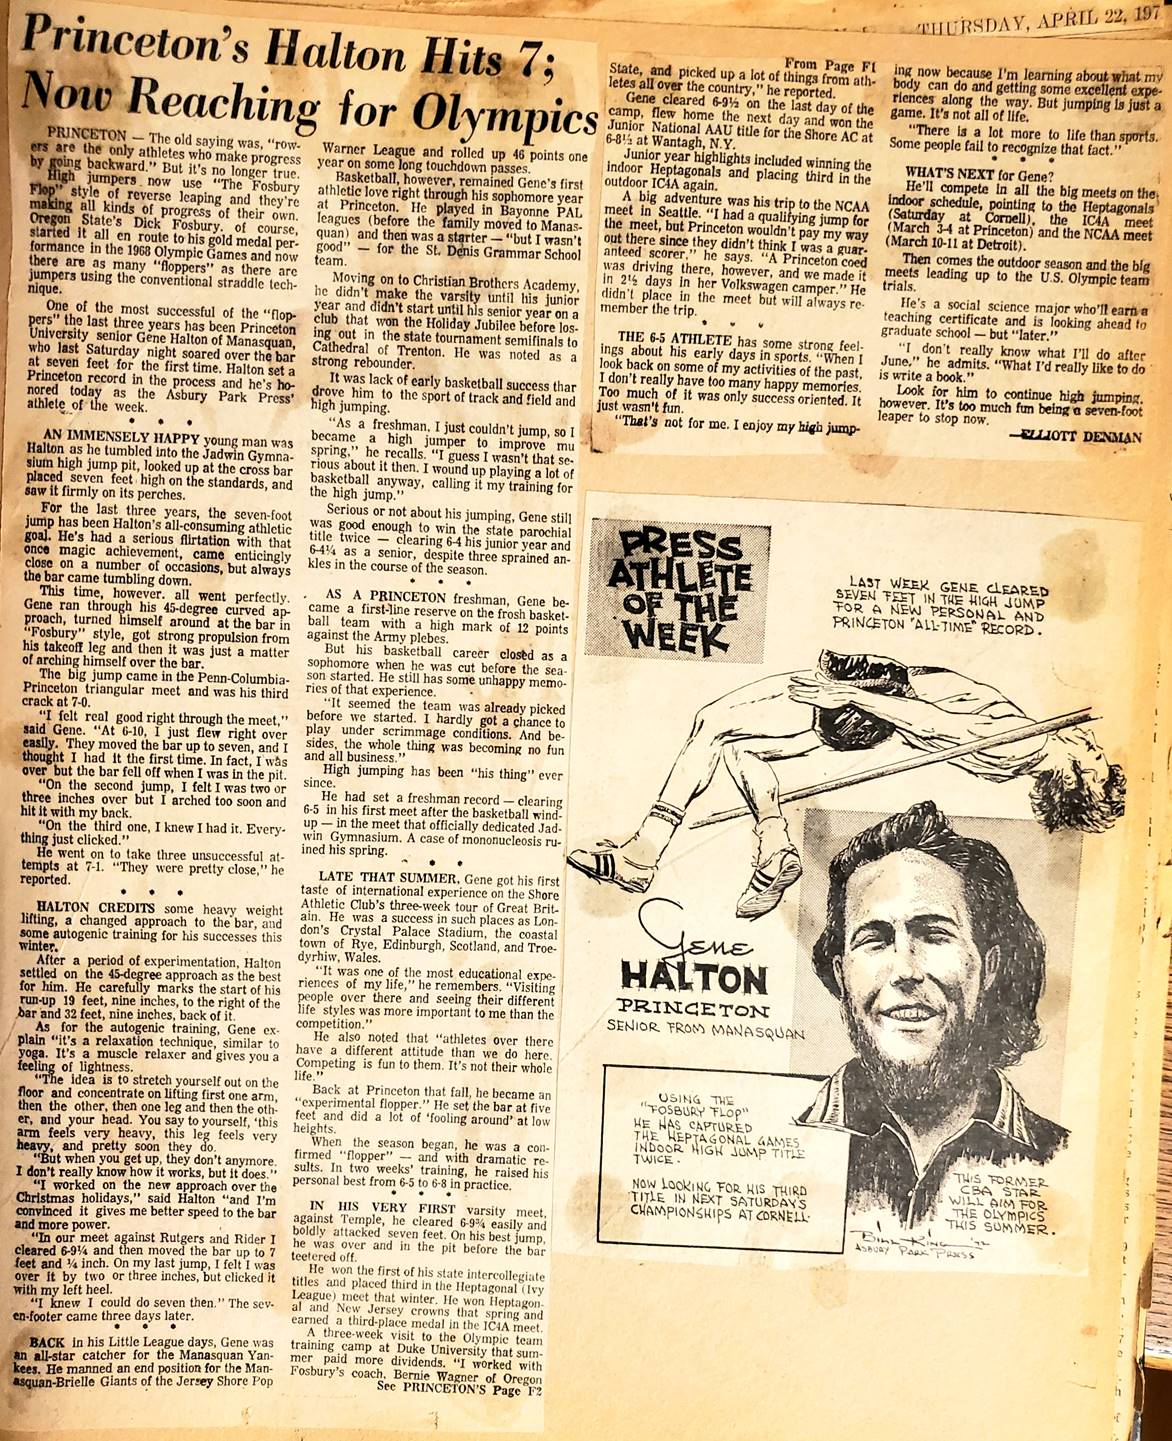 THURSDAY, APRIL 22, 197
Princeton's Halton Hits 7;
Now Reaching for Olympics
PRINCETON — The old saying was, "row-
ers are the only athletes who make progress
by going backward." But it's no longer true.
High jumpers now use "The Fosbury
Flop" style of reverse leaping and they're
making all kinds of progress of their own.
Oregon State's Dick Fosbury, of course,
started it all en route to his gold medal per-
formance in the 1968 Olympic Games and now
there are as many "floppers" as there are
jumpers using the conventional straddle tech-
nique.
One of the most successful of the "flop-
pers" the last three years has been Princeton
University senior Gene Halton of Manasquan,
who last Saturday night soared over the bar
at seven feet for the first time. Halton set a
Princeton record in the process and he's ho-
nored today as the Asbury Park Press'
athlete of the week.
* * *
AN IMMENSELY HAPPY young man was
Halton as he tumbled into the Jadwin Gymna-
sium high jump pit, looked up at the cross bar
placed seven feet high on the standards, and
saw it firmly on its perches.
For the last three years, the seven-foot
jump has been Halton's all-consuming athletic
goal. He's had a serious flirtation with that
once magic achievement, came enticingly
close on a number of occasions, but always
the bar came tumbling down.
This time, however. all went perfectly.
Gene ran through his 45-degree curved ap-
proach, turned himself around at the bar in
"Fosbury" style, got strong propulsion from
his takeoff leg and then it was just a matter
of arching himself over the bar.
The big jump came in the Penn-Columbia-
Princeton triangular meet and was his third
crack at 7-0.
"I felt real good right through the meet,"
said Gene. "At 6-10, I just flew right over
easily. They moved the bar up to seven, and I
thought I had it the first time. In fact, I was
over but the bar fell off when I was in the pit.
"On the second jump, I felt I was two or
three inches over but I arched too soon and
hit it with my back.
"On the third one, I knew I had it. Every-
thing just clicked."
He went on to take three unsuccessful at-
tempts at 7-1. "They were pretty close," he
reported.
* * *
HALTON CREDITS some heavy weight
lifting, a changed approach to the bar, and
some autogenic training for his successes this
winter.
After a period of experimentation, Halton
settled on the 45-degree approach as the best
for him. He carefully marks the start of his
run-up 19 feet, nine inches, to the right of the
bar and 32 feet, nine inches, back of it.
As for the autogenic training, Gene ex-
plain "it's a relaxation technique, similar to
yoga. It's a muscle relaxer and gives you a
feeling of lightness.
"The idea is to stretch yourself out on the
floor and concentrate on lifting first one arm,
then the other, then one leg and then the oth-
er, and your head. You say to yourself, 'this
arm feels very heavy, this leg feels very
heavy, and pretty soon they do.
"But when you get up, they don't anymore.
I don't really know how it works, but it does."
"I worked on the new approach over the
Christmas holidays," said Halton "and I'm
convinced it gives me better speed to the bar
and more power.
"In our meet against Rutgers and Rider I
cleared 6-9¼ and then moved the bar up to 7
feet and ¼ inch. On my last jump, I felt I was
over it by two or three inches, but clicked it
with my left heel.
"I knew I could do seven then." The sev-
en-footer came three days later.
* * *
BACK in his Little League days, Gene was
an all-star catcher for the Manasquan Yan-
kees. He manned an end position for the Man-
asquan-Brielle Giants of the Jersey Shore Pop
Warner League and rolled up 46 points one
year on some long touchdown passes.
Basketball, however, remained Gene's first
athletic love right through his sophomore year
at Princeton. He played in Bayonne PAL
leagues (before the family moved to Manas-
quan) and then was a starter — "but I wasn't
good" — for the St. Denis Grammar School
team.
Moving on to Christian Brothers Academy,
he didn't make the varsity until his junior
year and didn't start until his senior year on a
club that won the Holiday Jubilee before los-
ing out in the state tournament semifinals to
Cathedral of Trenton. He was noted as a
strong rebounder.
It was lack of early basketball success thar
drove him to the sport of track and field and
high jumping.
"As a freshman, I just couldn't jump, so I
became a high jumper to improve mu
spring," he recalls. "I guess I wasn't that se-
rious about it then. I wound up playing a lot of
basketball anyway, calling it my training for
the high jump."
Serious or not about his jumping, Gene still
was good enough to win the state parochial
title twice — clearing 6-4 his junior year and
6-4¼ as a senior, despite three sprained an-
kles in the course of the season.
* * *
AS A PRINCETON freshman, Gene be-
came a first-line reserve on the frosh basket-
ball team with a high mark of 12 points
against the Army plebes.
But his basketball career closed as a
sophomore when he was cut before the sea-
son started. He still has some unhappy memo-
ries of that experience.
"It seemed the team was already picked
before we started. I hardly got a chance to
play under scrimmage conditions. And be-
sides, the whole thing was becoming no fun
and all business."
High jumping has been "his thing" ever
since.
He had set a freshman record — clearing
6-5 in his first meet after the basketball wind-
up — in the meet that officially dedicated Jad-
win Gymnasium. A case of mononucleosis ru-
ined his spring.
* * *
LATE THAT SUMMER, Gene got his first
taste of international experience on the Shore
Athletic Club's three-week tour of Great Brit-
ain. He was a success in such places as Lon-
don's Crystal Palace Stadium, the coastal
town of Rye, Edinburgh, Scotland, and Troe-
dyrhiw, Wales.
"It was one of the most educational expe-
riences of my life," he remembers. "Visiting
people over there and seeing their different
life styles was more important to me than the
competition."
He also noted that "athletes over there
have a different attitude than we do here.
Competing is fun to them. It's not their whole
life."
Back at Princeton that fall, he became an
"experimental flopper." He set the bar at five
feet and did a lot of 'fooling around' at low
heights.
When the season began, he was a con-
firmed "flopper" — and with dramatic re-
sults. In two weeks' training, he raised his
personal best from 6-5 to 6-8 in practice.
* * *
IN HIS VERY FIRST varsity meet,
against Temple, he cleared 6-9¾ easily and
boldly attacked seven feet. On his best jump,
he was over and in the pit before the bar
teetered off.
He won the first of his state intercollegiate
titles and placed third in the Heptagonal (Ivy
League) meet that winter. He won Heptagon-
al and New Jersey crowns that spring and
earned a third-place medal in the IC4A meet.
A three-week visit to the Olympic team
training camp at Duke University that sum-
mer paid more dividends. "I worked with
Fosbury's coach, Bernie Wagner of Oregon
See PRINCETON'S Page F2
From Page F1
State, and picked up a lot of things from ath-
letes all over the country," he reported.
Gene cleared 6-9½ on the last day of the
camp, flew home the next day and won the
Junior National AAU title for the Shore AC at
6-8½ at Wantagh, N.Y.
Junior year highlights included winning the
indoor Heptagonals and placing third in the
outdoor IC4A again.
A big adventure was his trip to the NCAA
meet in Seattle. "I had a qualifying jump for
the meet, but Princeton wouldn't pay my way
out there since they didn't think I was a guar-
anteed scorer," he says. "A Princeton coed
was driving there, however, and we made it
in 2½ days in her Volkswagen camper." He
didn't place in the meet but will always re-
member the trip.
* * *
THE 6-5 ATHLETE has some strong feel-
ings about his early days in sports. "When I
look back on some of my activities of the past,
I don't really have too many happy memories.
Too much of it was only success oriented. It
just wasn't fun.
"That's not for me. I enjoy my high jump-
ing now because I'm learning about what my
body can do and getting some excellent expe-
riences along the way. But jumping is just a
game. It's not all of life.
"There is a lot more to life than sports.
Some people fail to recognize that fact."
* * *
WHAT'S NEXT for Gene?
He'll compete in all the big meets on the
indoor schedule, pointing to the Heptagonals
(Saturday at Cornell), the IC4A meet
(March 3-4 at Princeton) and the NCAA meet
(March 10-11 at Detroit).
Then comes the outdoor season and the big
meets leading up to the U.S. Olympic team
trials.
He's a social science major who'll earn a
teaching certificate and is looking ahead to
graduate school — but "later."
"I don't really know what I'll do after
June," he admits. "What I'd really like to do
is write a book."
Look for him to continue high jumping,
however. It's too much fun being a seven-foot
leaper to stop now.
—ELLIOTT DENMAN
PRESS
ATHLETE
OF THE
WEEK
LAST WEEK GENE CLEARED
SEVEN FEET IN THE HIGH JUMP
FOR A NEW PERSONAL AND
PRINCETON "ALL-TIME" RECORD.
Gene
HALTON
PRINCETON
SENIOR FROM MANASQUAN
USING THE
"FOSBURY FLOP"
HE HAS CAPTURED
THE HEPTAGONAL GAMES
INDOOR HIGH JUMP TITLE
TWICE.
NOW LOOKING FOR HIS THIRD
TITLE IN NEXT SATURDAY'S
CHAMPIONSHIPS AT CORNELL.
THIS FORMER
CBA STAR
WILL AIM FOR
THE OLYMPICS
THIS SUMMER.
BILL KING '72
ASBURY PARK PRESS